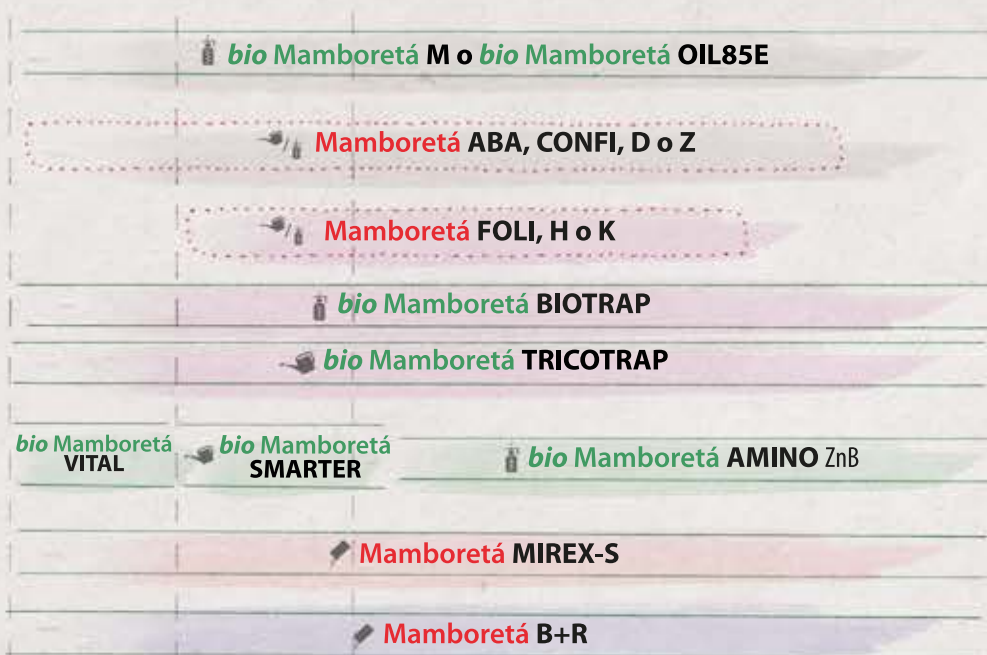 bio Mamboretá M o bio Mamboretá OIL85E
Mamboretá ABA, CONFI, D o Z
Mamboretá FOLI, H o K
bio Mamboretá BIOTRAP
bio Mamboretá TRICOTRAP
bio Mamboretá
VITAL
bio Mamboretá
SMARTER
bio Mamboretá AMINO ZnB
Mamboretá MIREX-S
Mamboretá B+R